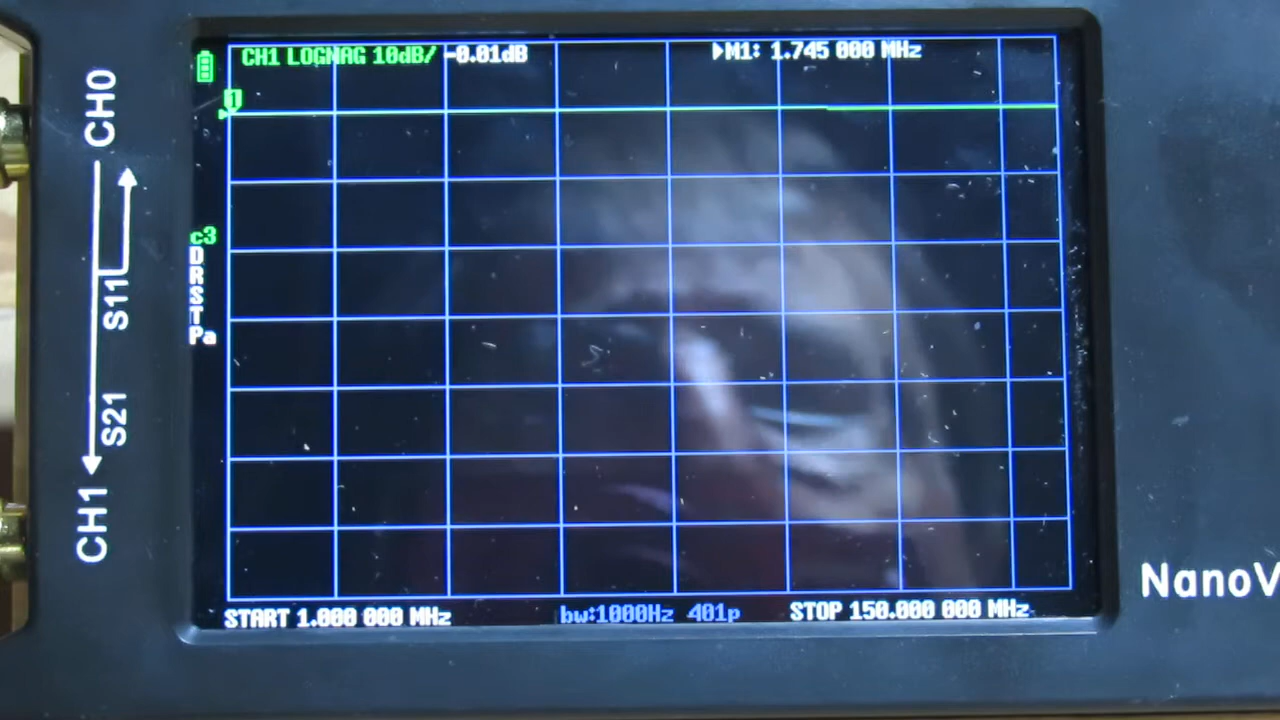 CH1 LOGMAG 10dB/ -0.01dB
M1: 1.745 000 MHz
1
c3
D
R
S
T
Pa
START 1.000 000 MHz
bw:1000Hz 401p
STOP 150.000 000 MHz
CH0
S11
S21
CH1
NanoV